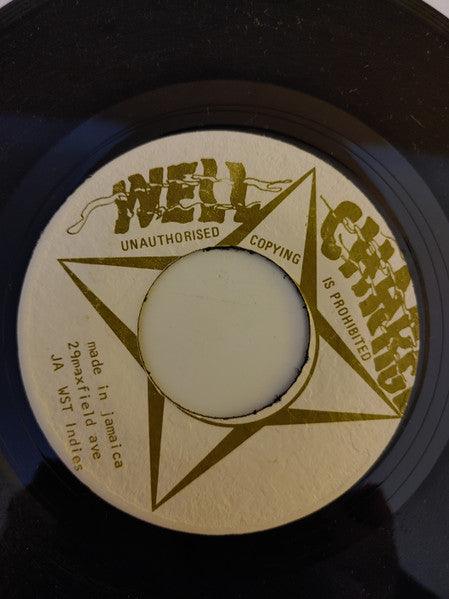 WELL
CHARGE
UNAUTHORISED COPYING IS PROHIBITED
made in jamaica
29maxfield ave
JA WST Indies